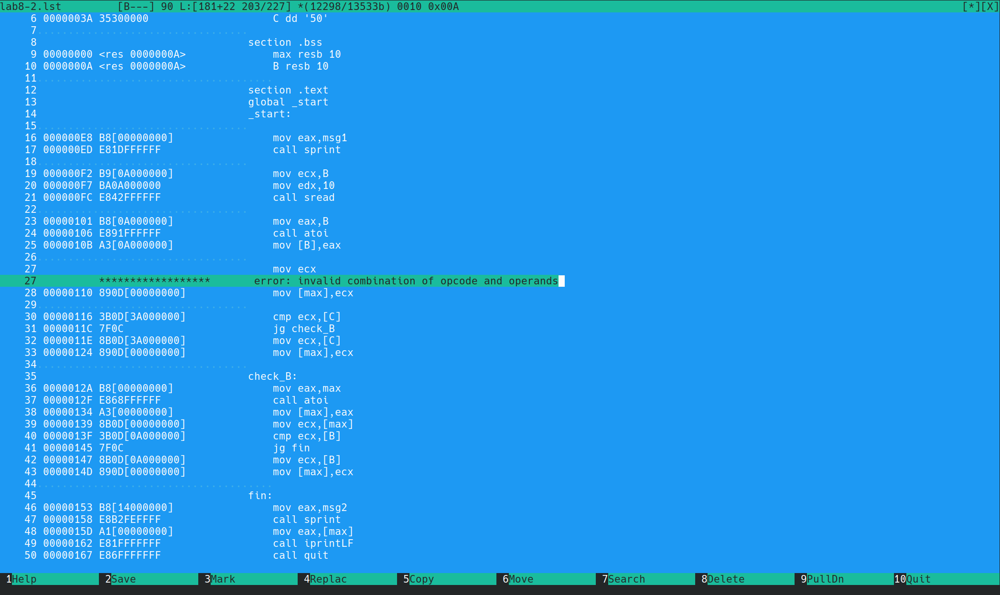 lab8-2.lst         [B---] 90 L:[181+22 203/227] *(12298/13533b) 0010 0x00A [*][X]
6 0000003A 35300000                    C dd '50'
7..................................
8                                  section .bss
9 00000000 <res 0000000A>              max resb 10
10 0000000A <res 0000000A>              B resb 10
11......................................
12                                  section .text
13                                  global _start
14                                  _start:
15..................................
16 000000E8 B8[00000000]                mov eax,msg1
17 000000ED E81DFFFFFF                  call sprint
18..................................
19 000000F2 B9[0A000000]                mov ecx,B
20 000000F7 BA0A000000                  mov edx,10
21 000000FC E842FFFFFF                  call sread
22..................................
23 00000101 B8[0A000000]                mov eax,B
24 00000106 E891FFFFFF                  call atoi
25 0000010B A3[0A000000]                mov [B],eax
26..................................
27                                      mov ecx
27          ******************       error: invalid combination of opcode and operands
28 00000110 890D[00000000]              mov [max],ecx
29..................................
30 00000116 3B0D[3A000000]              cmp ecx,[C]
31 0000011C 7F0C                        jg check_B
32 0000011E 8B0D[3A000000]              mov ecx,[C]
33 00000124 890D[00000000]              mov [max],ecx
34..................................
35                                  check_B:
36 0000012A B8[00000000]                mov eax,max
37 0000012F E868FFFFFF                  call atoi
38 00000134 A3[00000000]                mov [max],eax
39 00000139 8B0D[00000000]              mov ecx,[max]
40 0000013F 3B0D[0A000000]              cmp ecx,[B]
41 00000145 7F0C                        jg fin
42 00000147 8B0D[0A000000]              mov ecx,[B]
43 0000014D 890D[00000000]              mov [max],ecx
44......................................
45                                  fin:
46 00000153 B8[14000000]                mov eax,msg2
47 00000158 E8B2FEFFFF                  call sprint
48 0000015D A1[00000000]                mov eax,[max]
49 00000162 E81FFFFFFF                  call iprintLF
50 00000167 E86FFFFFFF                  call quit
1Help 2Save 3Mark 4Replac 5Copy 6Move 7Search 8Delete 9PullDn 10Quit